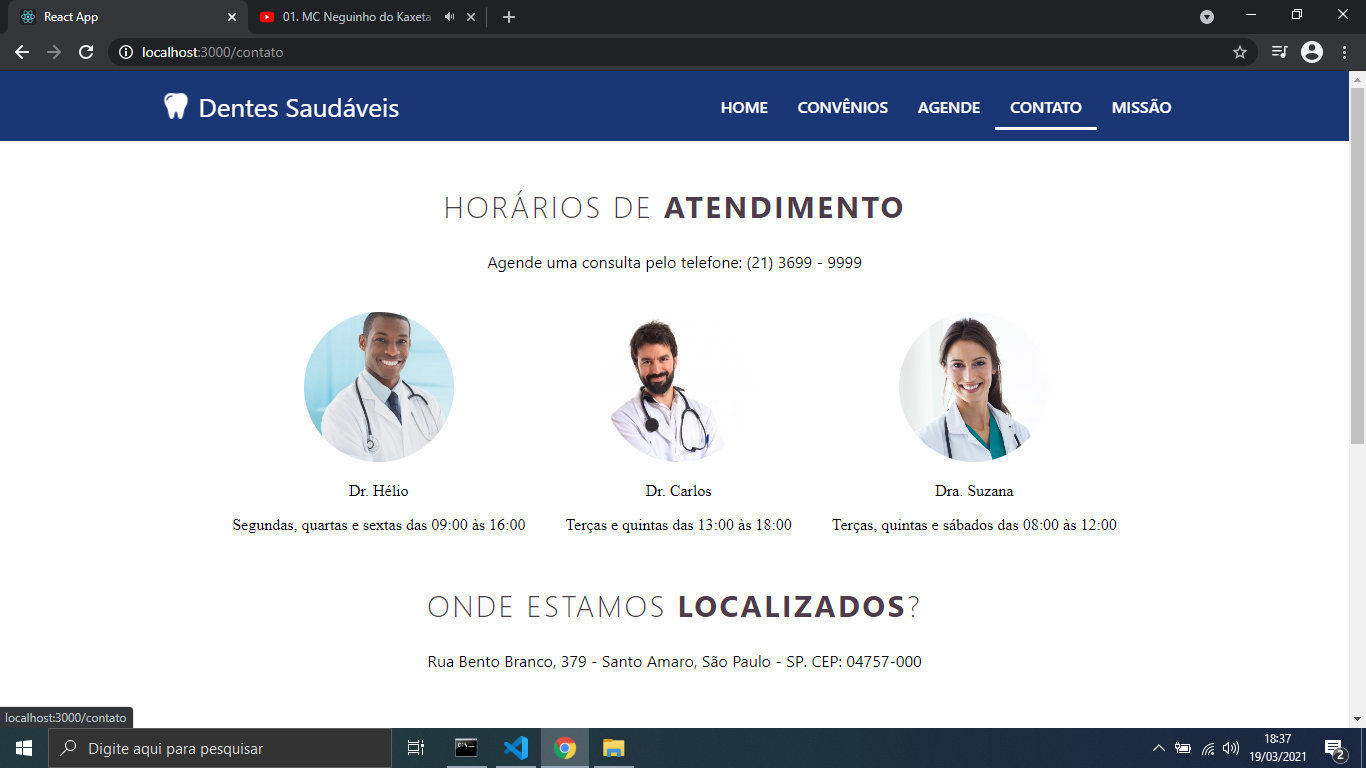 React App
01. MC Neguinho do Kaxeta
localhost:3000/contato
Dentes Saudáveis
HOME CONVÊNIOS AGENDE CONTATO MISSÃO
HORÁRIOS DE ATENDIMENTO
Agende uma consulta pelo telefone: (21) 3699 - 9999
Dr. Hélio Dr. Carlos Dra. Suzana
Segundas, quartas e sextas das 09:00 às 16:00 Terças e quintas das 13:00 às 18:00 Terças, quintas e sábados das 08:00 às 12:00
ONDE ESTAMOS LOCALIZADOS?
Rua Bento Branco, 379 - Santo Amaro, São Paulo - SP. CEP: 04757-000
localhost:3000/contato
Digite aqui para pesquisar
18:37
19/03/2021
2